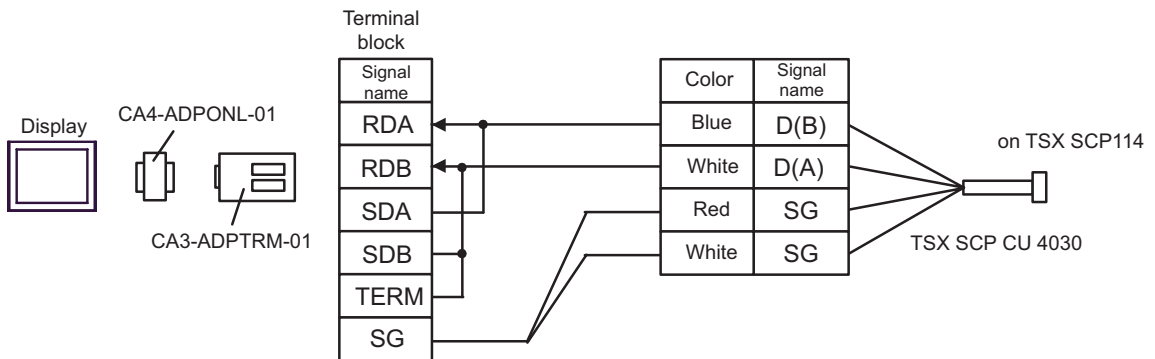 Terminal
block
Signal
name
RDA
RDB
SDA
SDB
TERM
SG
Display
CA4-ADPONL-01
CA3-ADPTRM-01
Color
Signal
name
Blue
D(B)
White
D(A)
Red
SG
White
SG
on TSX SCP114
TSX SCP CU 4030